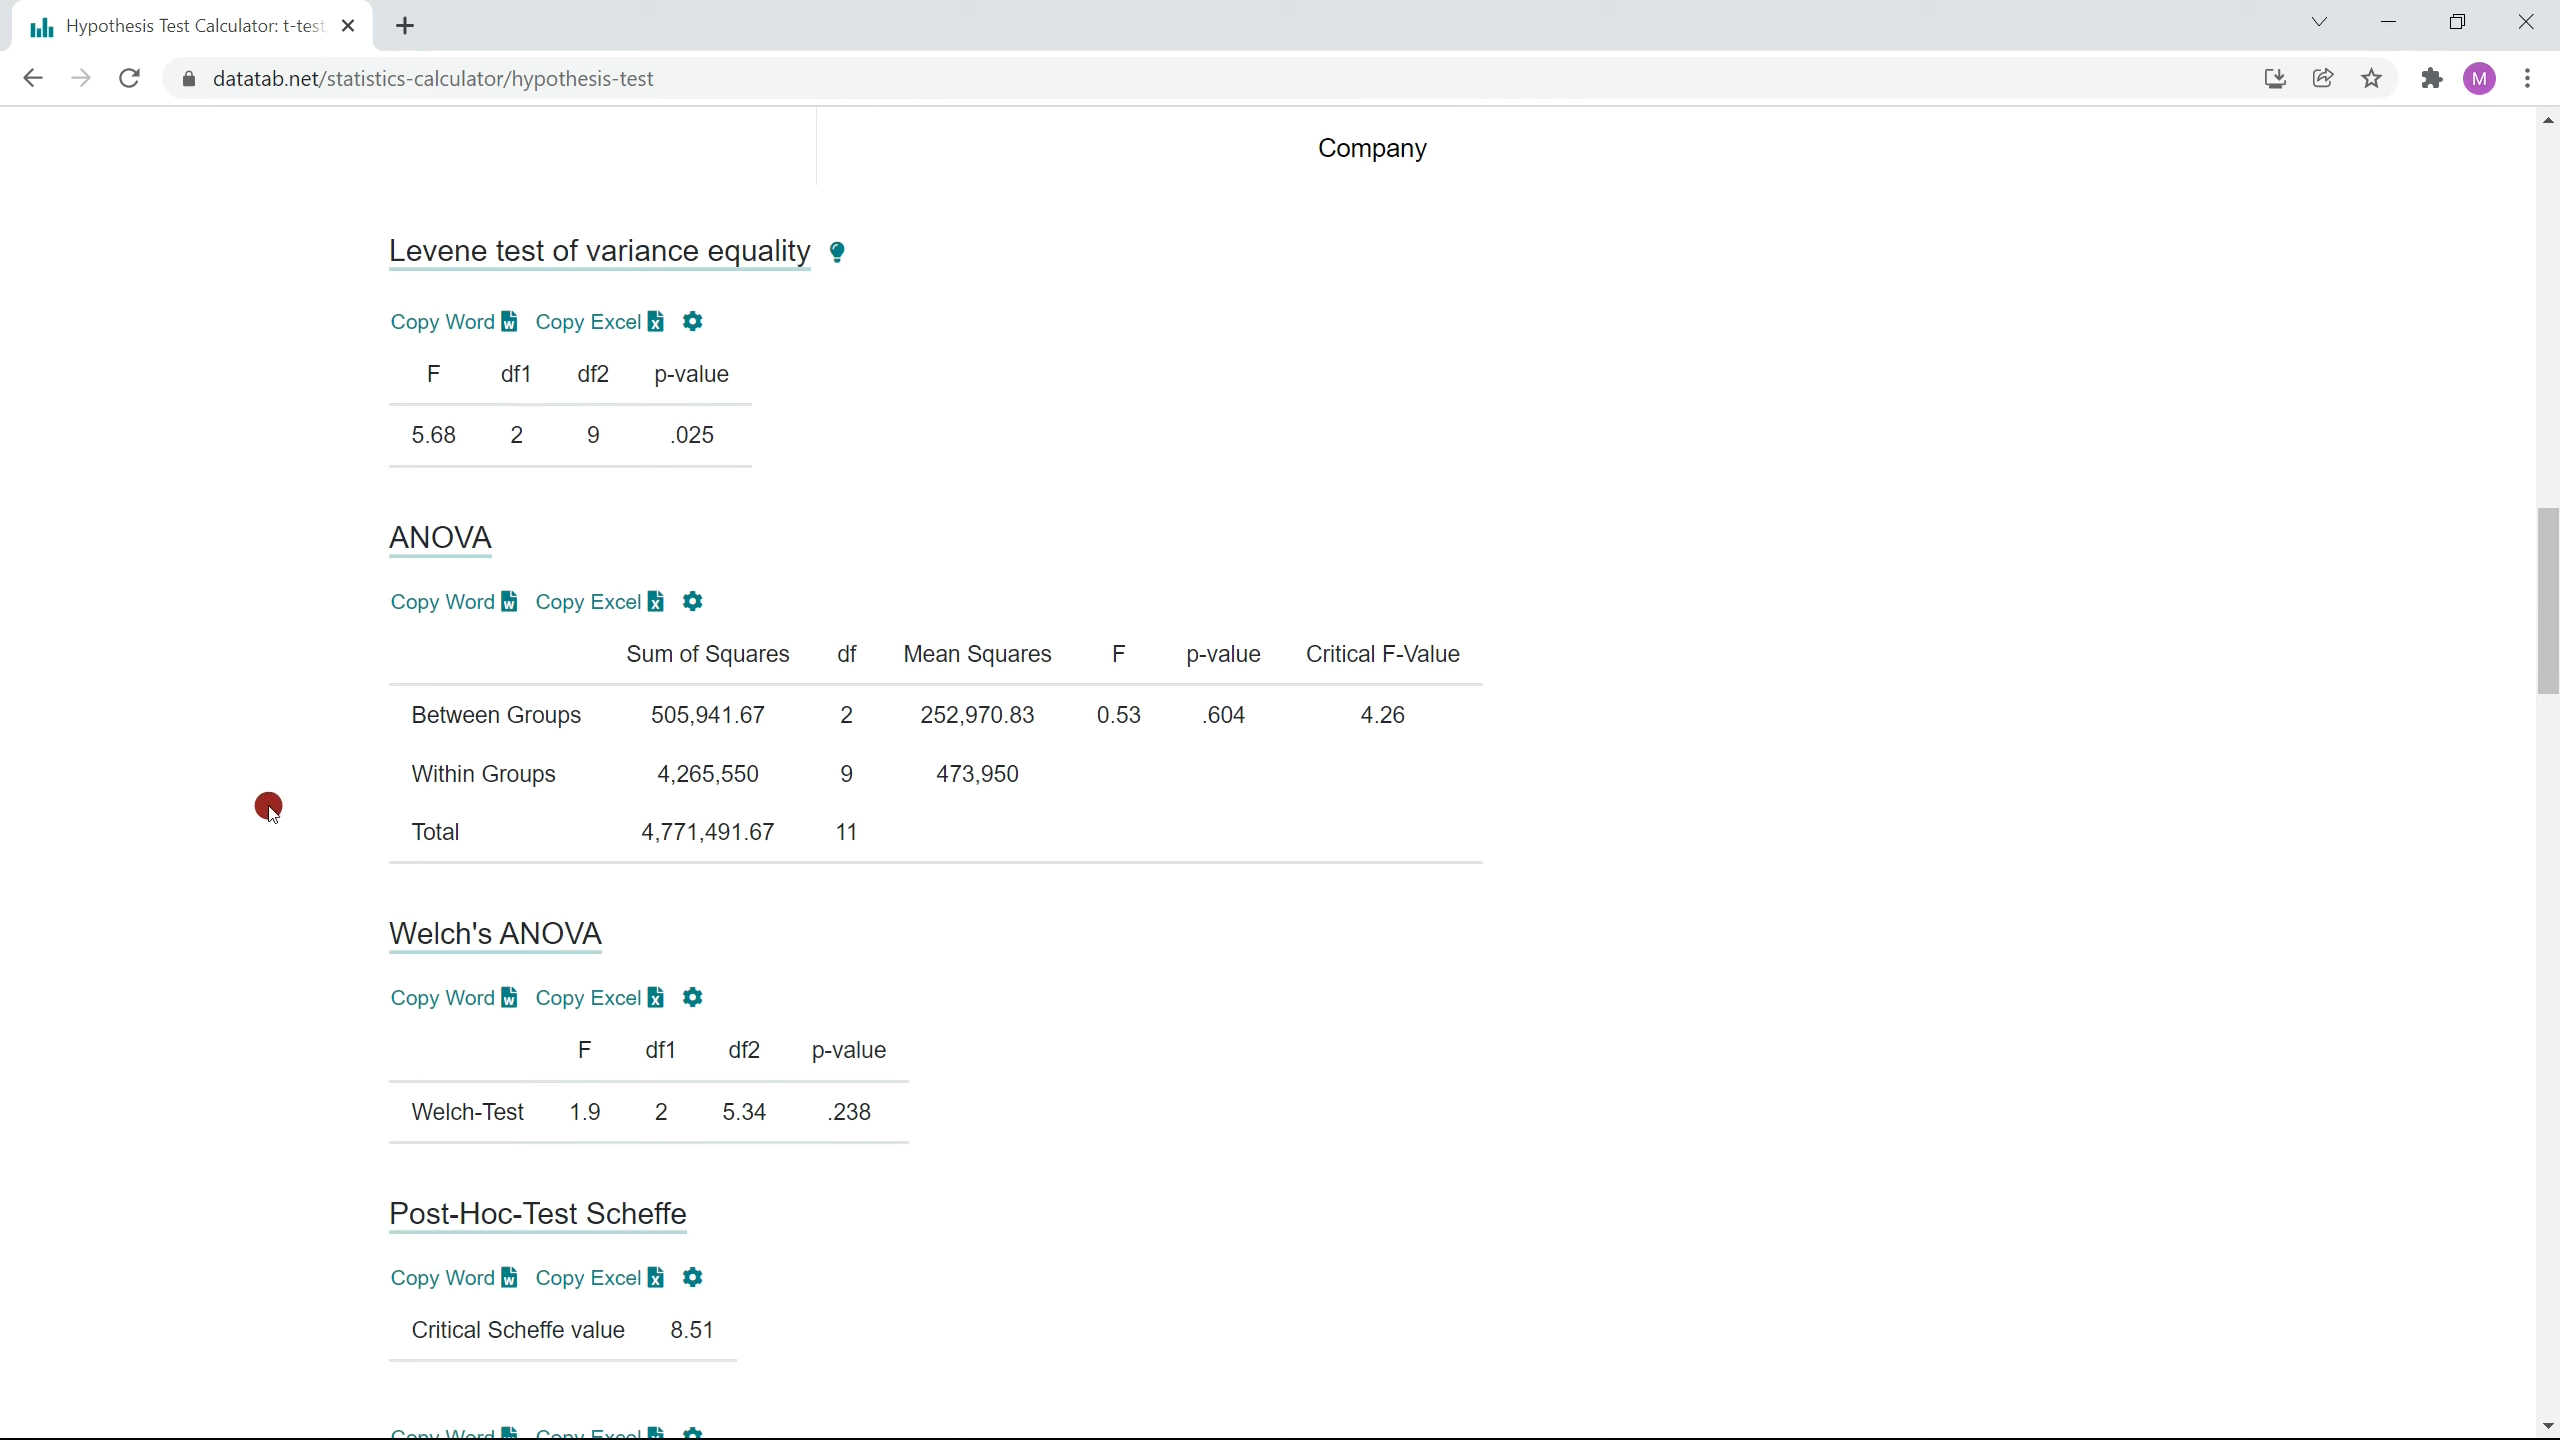 Hypothesis Test Calculator: t-test
datatab.net/statistics-calculator/hypothesis-test
M
Company
Levene test of variance equality
Copy Word Copy Excel
F df1 df2 p-value
5.68 2 9 .025
ANOVA
Copy Word Copy Excel
Sum of Squares df Mean Squares F p-value Critical F-Value
Between Groups 505,941.67 2 252,970.83 0.53 .604 4.26
Within Groups 4,265,550 9 473,950
Total 4,771,491.67 11
Welch's ANOVA
Copy Word Copy Excel
F df1 df2 p-value
Welch-Test 1.9 2 5.34 .238
Post-Hoc-Test Scheffe
Copy Word Copy Excel
Critical Scheffe value 8.51
Copy Word Copy Excel